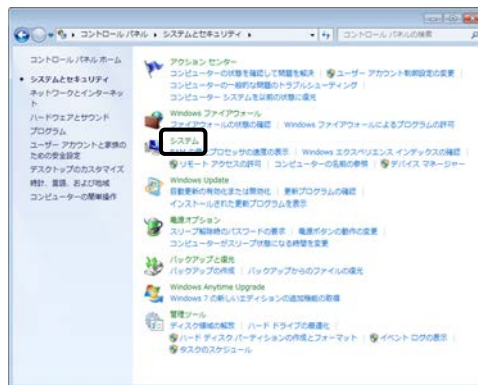 コントロール パネル ▸ システムとセキュリティ ▸
コントロール パネルの検索
コントロール パネル ホーム
システムとセキュリティ
ネットワークとインターネット
ハードウェアとサウンド
プログラム
ユーザー アカウントと家族のための安全設定
デスクトップのカスタマイズ
時計、言語、および地域
コンピューターの簡単操作
アクション センター
コンピューターの状態を確認して問題を解決 | ユーザー アカウント制御設定の変更 |
コンピューターの一般的な問題のトラブルシューティング |
コンピューター システムを以前の状態に復元
Windows ファイアウォール
ファイアウォールの状態の確認 | Windows ファイアウォールによるプログラムの許可
システム
プロセッサの速度の表示 | Windows エクスペリエンス インデックスの確認 |
リモート アクセスの許可 | コンピューターの名前の参照 | デバイス マネージャー
Windows Update
自動更新の有効化または無効化 | 更新プログラムの確認 |
インストールされた更新プログラムを表示
電源オプション
スリープ解除時のパスワードの要求 | 電源ボタンの動作の変更 |
コンピューターがスリープ状態になる時間を変更
バックアップと復元
バックアップの作成 | バックアップからのファイルの復元
Windows Anytime Upgrade
Windows 7 の新しいエディションの追加機能の取得
管理ツール
ディスク領域の解放 | ハード ドライブの最適化 |
ハード ディスク パーティションの作成とフォーマット | イベント ログの表示 |
タスクのスケジュール